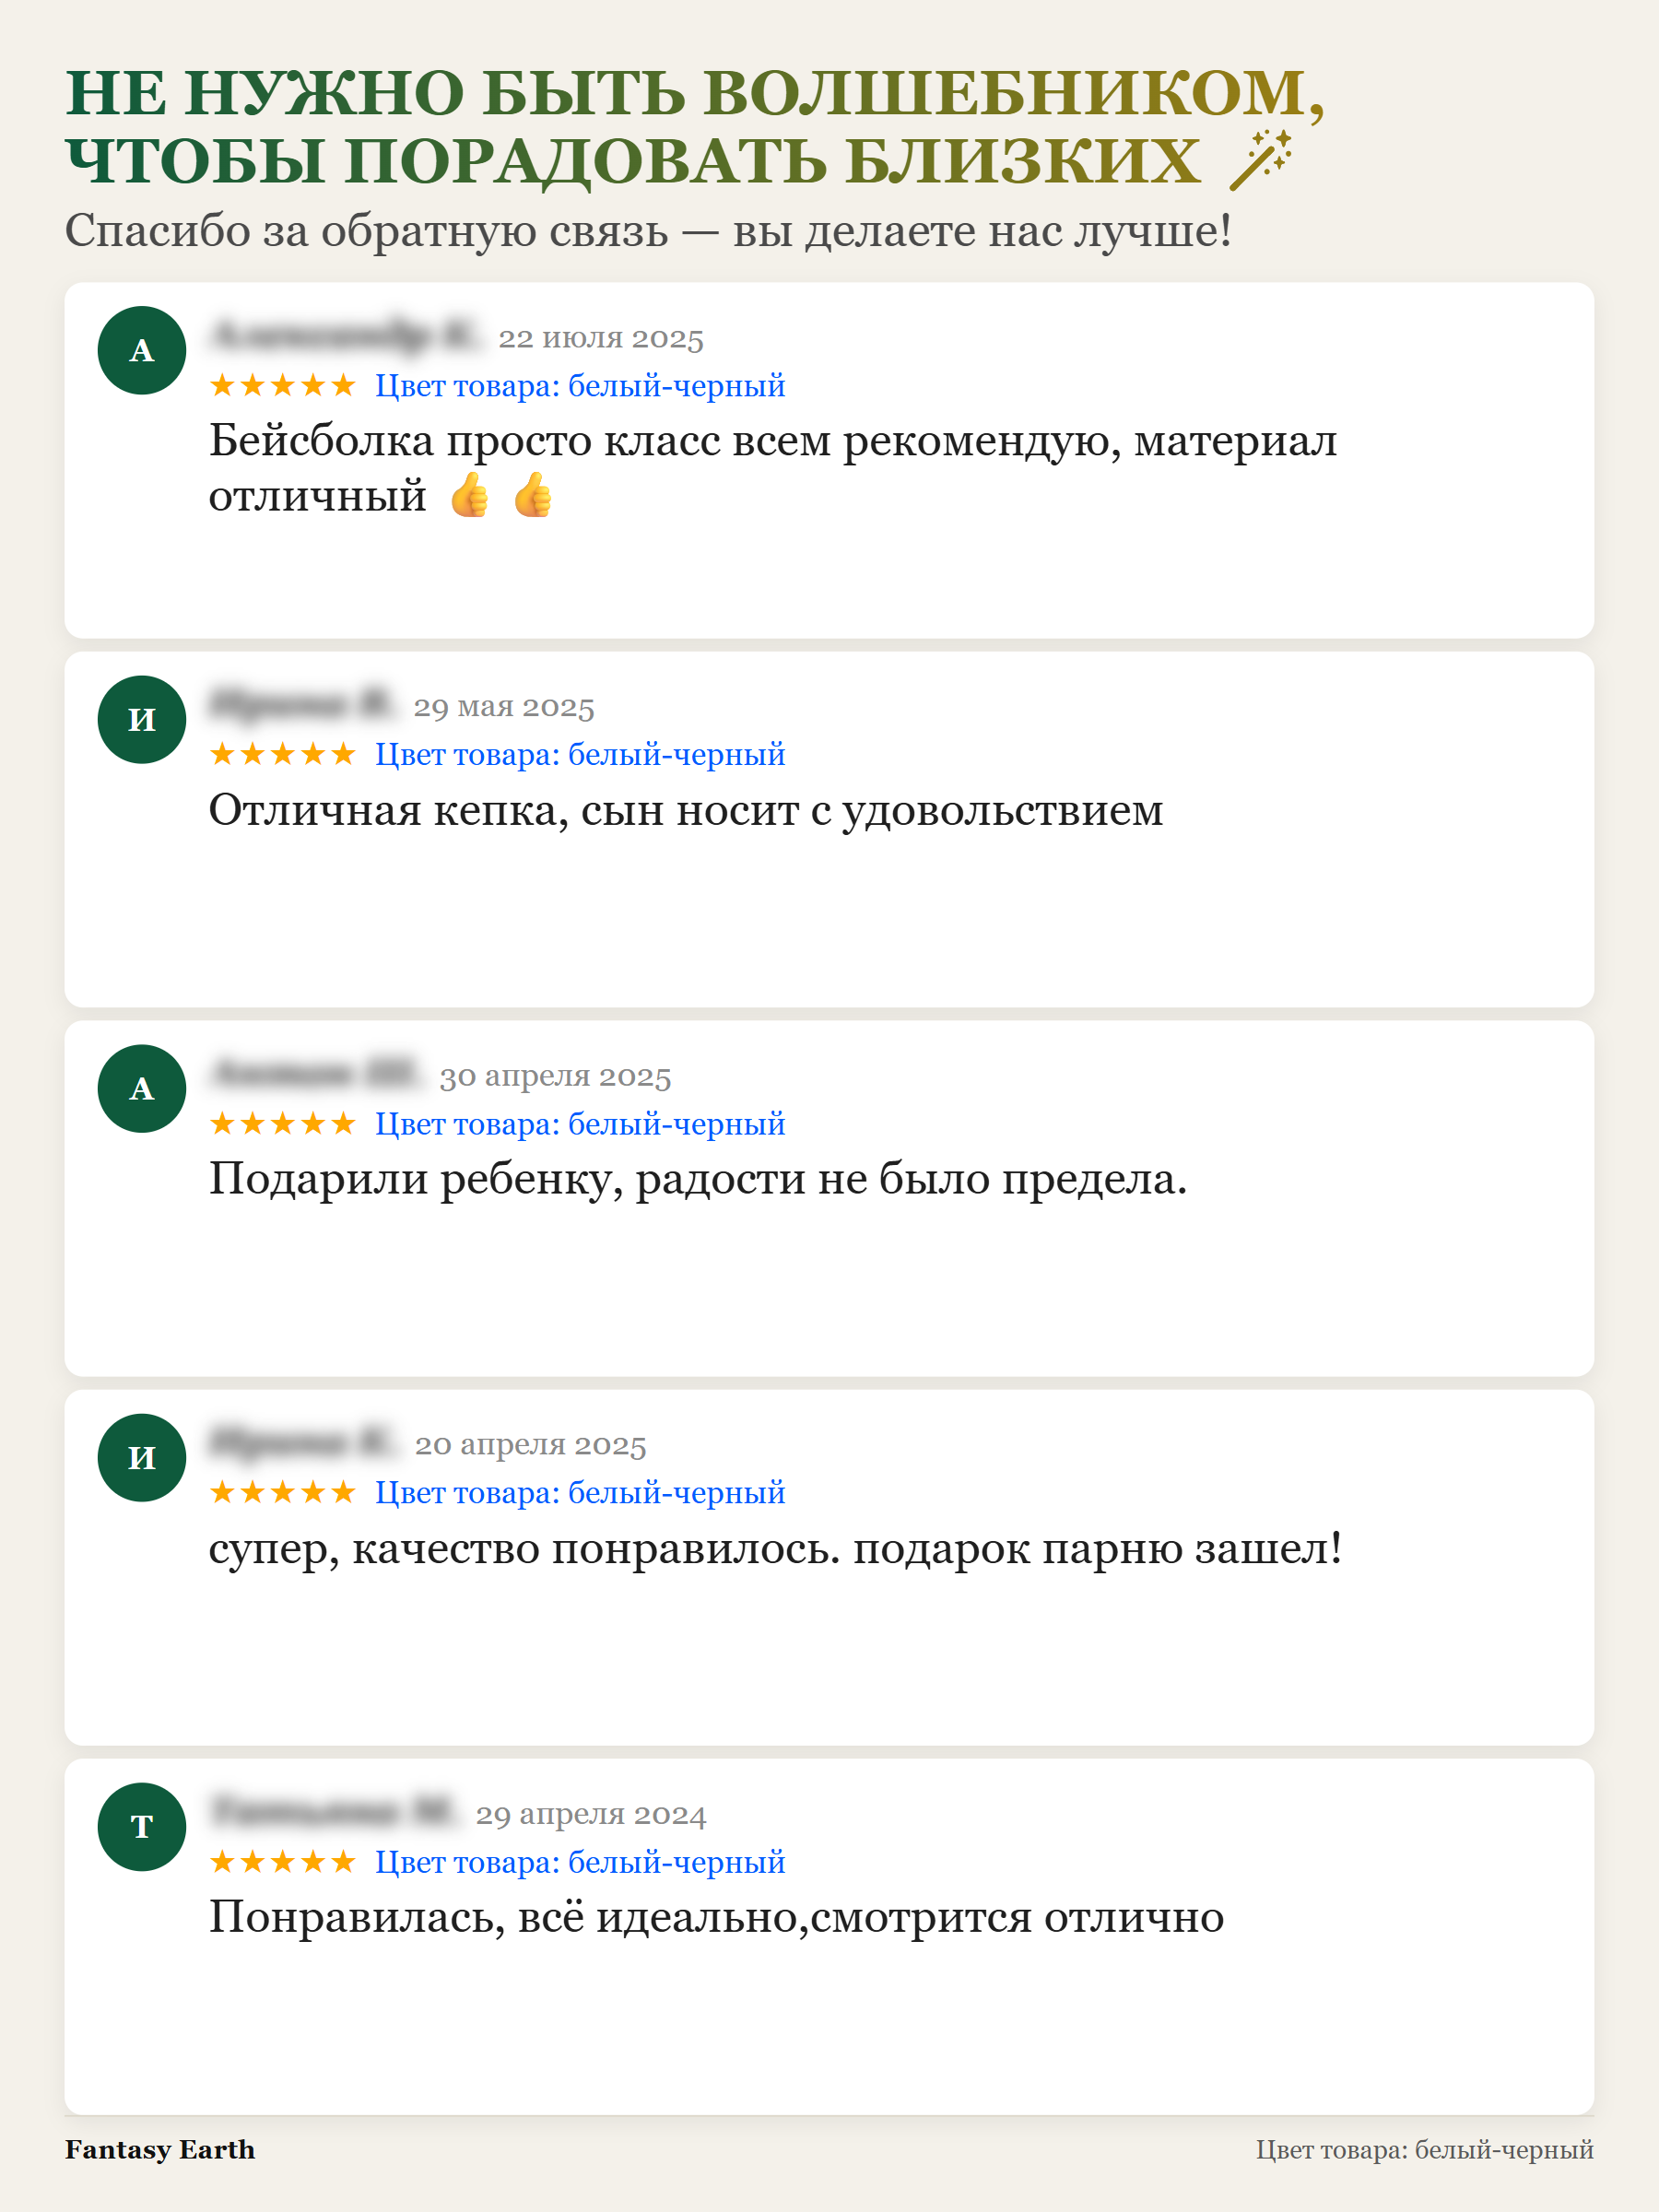 НЕ НУЖНО БЫТЬ ВОЛШЕБНИКОМ,
ЧТОБЫ ПОРАДОВАТЬ БЛИЗКИХ
Спасибо за обратную связь — вы делаете нас лучше!
А
22 июля 2025
★★★★★ Цвет товара: белый-черный
Бейсболка просто класс всем рекомендую, материал
отличный 👍 👍
И
29 мая 2025
★★★★★ Цвет товара: белый-черный
Отличная кепка, сын носит с удовольствием
А
30 апреля 2025
★★★★★ Цвет товара: белый-черный
Подарили ребенку, радости не было предела.
И
20 апреля 2025
★★★★★ Цвет товара: белый-черный
супер, качество понравилось. подарок парню зашел!
Т
29 апреля 2024
★★★★★ Цвет товара: белый-черный
Понравилась, всё идеально,смотрится отлично
Fantasy Earth
Цвет товара: белый-черный